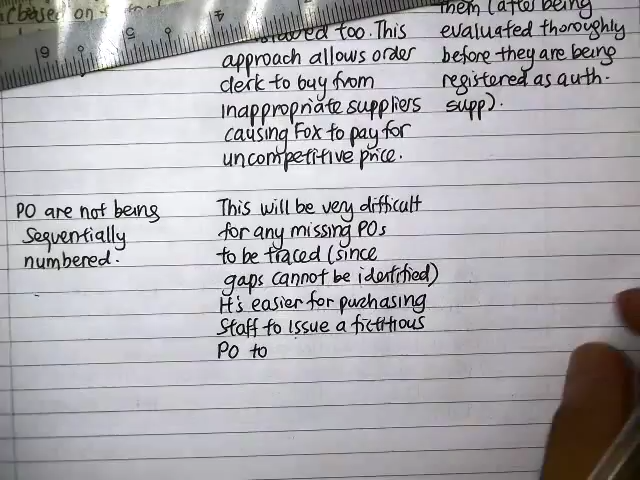 (based on
too. This
approach allows order
clerk to buy from
inappropriate suppliers
causing Fox to pay for
uncompetitive price.
them (after being
evaluated thoroughly
before they are being
registered as auth.
supp).
PO are not being
sequentially
numbered.
This will be very difficult
for any missing POs
to be traced (since
gaps cannot be identified)
It's easier for puchasing
Staff to issue a fictitious
PO to